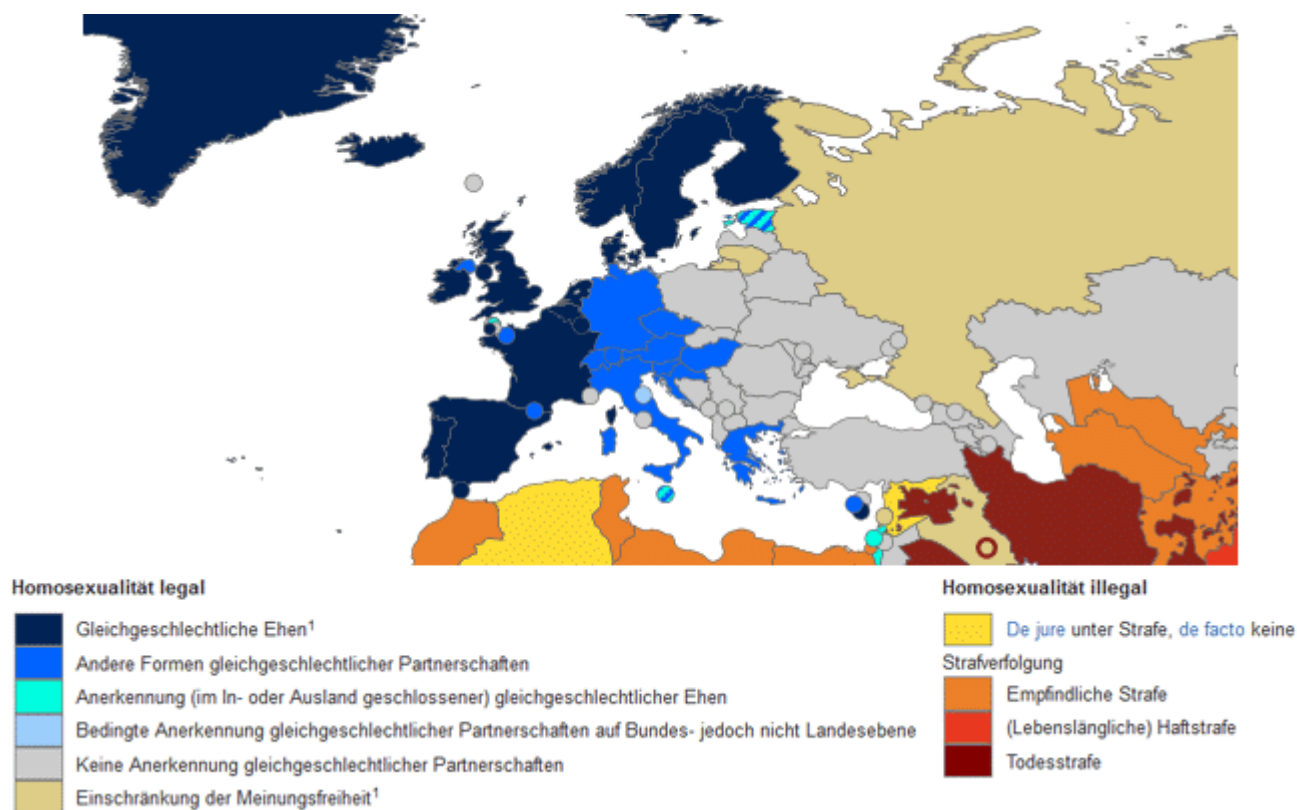 Homosexualität legal
Gleichgeschlechtliche Ehen¹
Andere Formen gleichgeschlechtlicher Partnerschaften
Anerkennung (im In- oder Ausland geschlossener) gleichgeschlechtlicher Ehen
Bedingte Anerkennung gleichgeschlechtlicher Partnerschaften auf Bundes- jedoch nicht Landesebene
Keine Anerkennung gleichgeschlechtlicher Partnerschaften
Einschränkung der Meinungsfreiheit¹
Homosexualität illegal
De jure unter Strafe, de facto keine
Strafverfolgung
Empfindliche Strafe
(Lebenslängliche) Haftstrafe
Todesstrafe